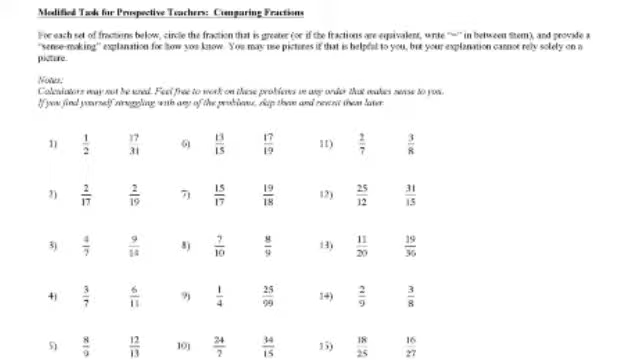 Modified Task for Prospective Teachers: Comparing Fractions
For each set of fractions below, circle the fraction that is greater (or if the fractions are equivalent, write "=" in between them), and provide a
"sense-making" explanation for how you know. You may use pictures if that is helpful to you, but your explanation cannot rely solely on a
picture.
Notes:
Calculators may not be used. Feel free to work on these problems in any order that makes sense to you.
If you find yourself struggling with any of the problems, skip them and revisit them later.
1) 1/2 17/31 6) 13/15 17/19 11) 2/7 3/8
2) 2/17 2/19 7) 15/17 19/18 12) 25/12 31/15
3) 4/7 9/14 8) 7/10 8/9 13) 11/20 19/36
4) 3/7 6/11 9) 1/4 25/99 14) 2/9 3/8
5) 8/9 12/13 10) 24/7 34/15 15) 18/25 16/27